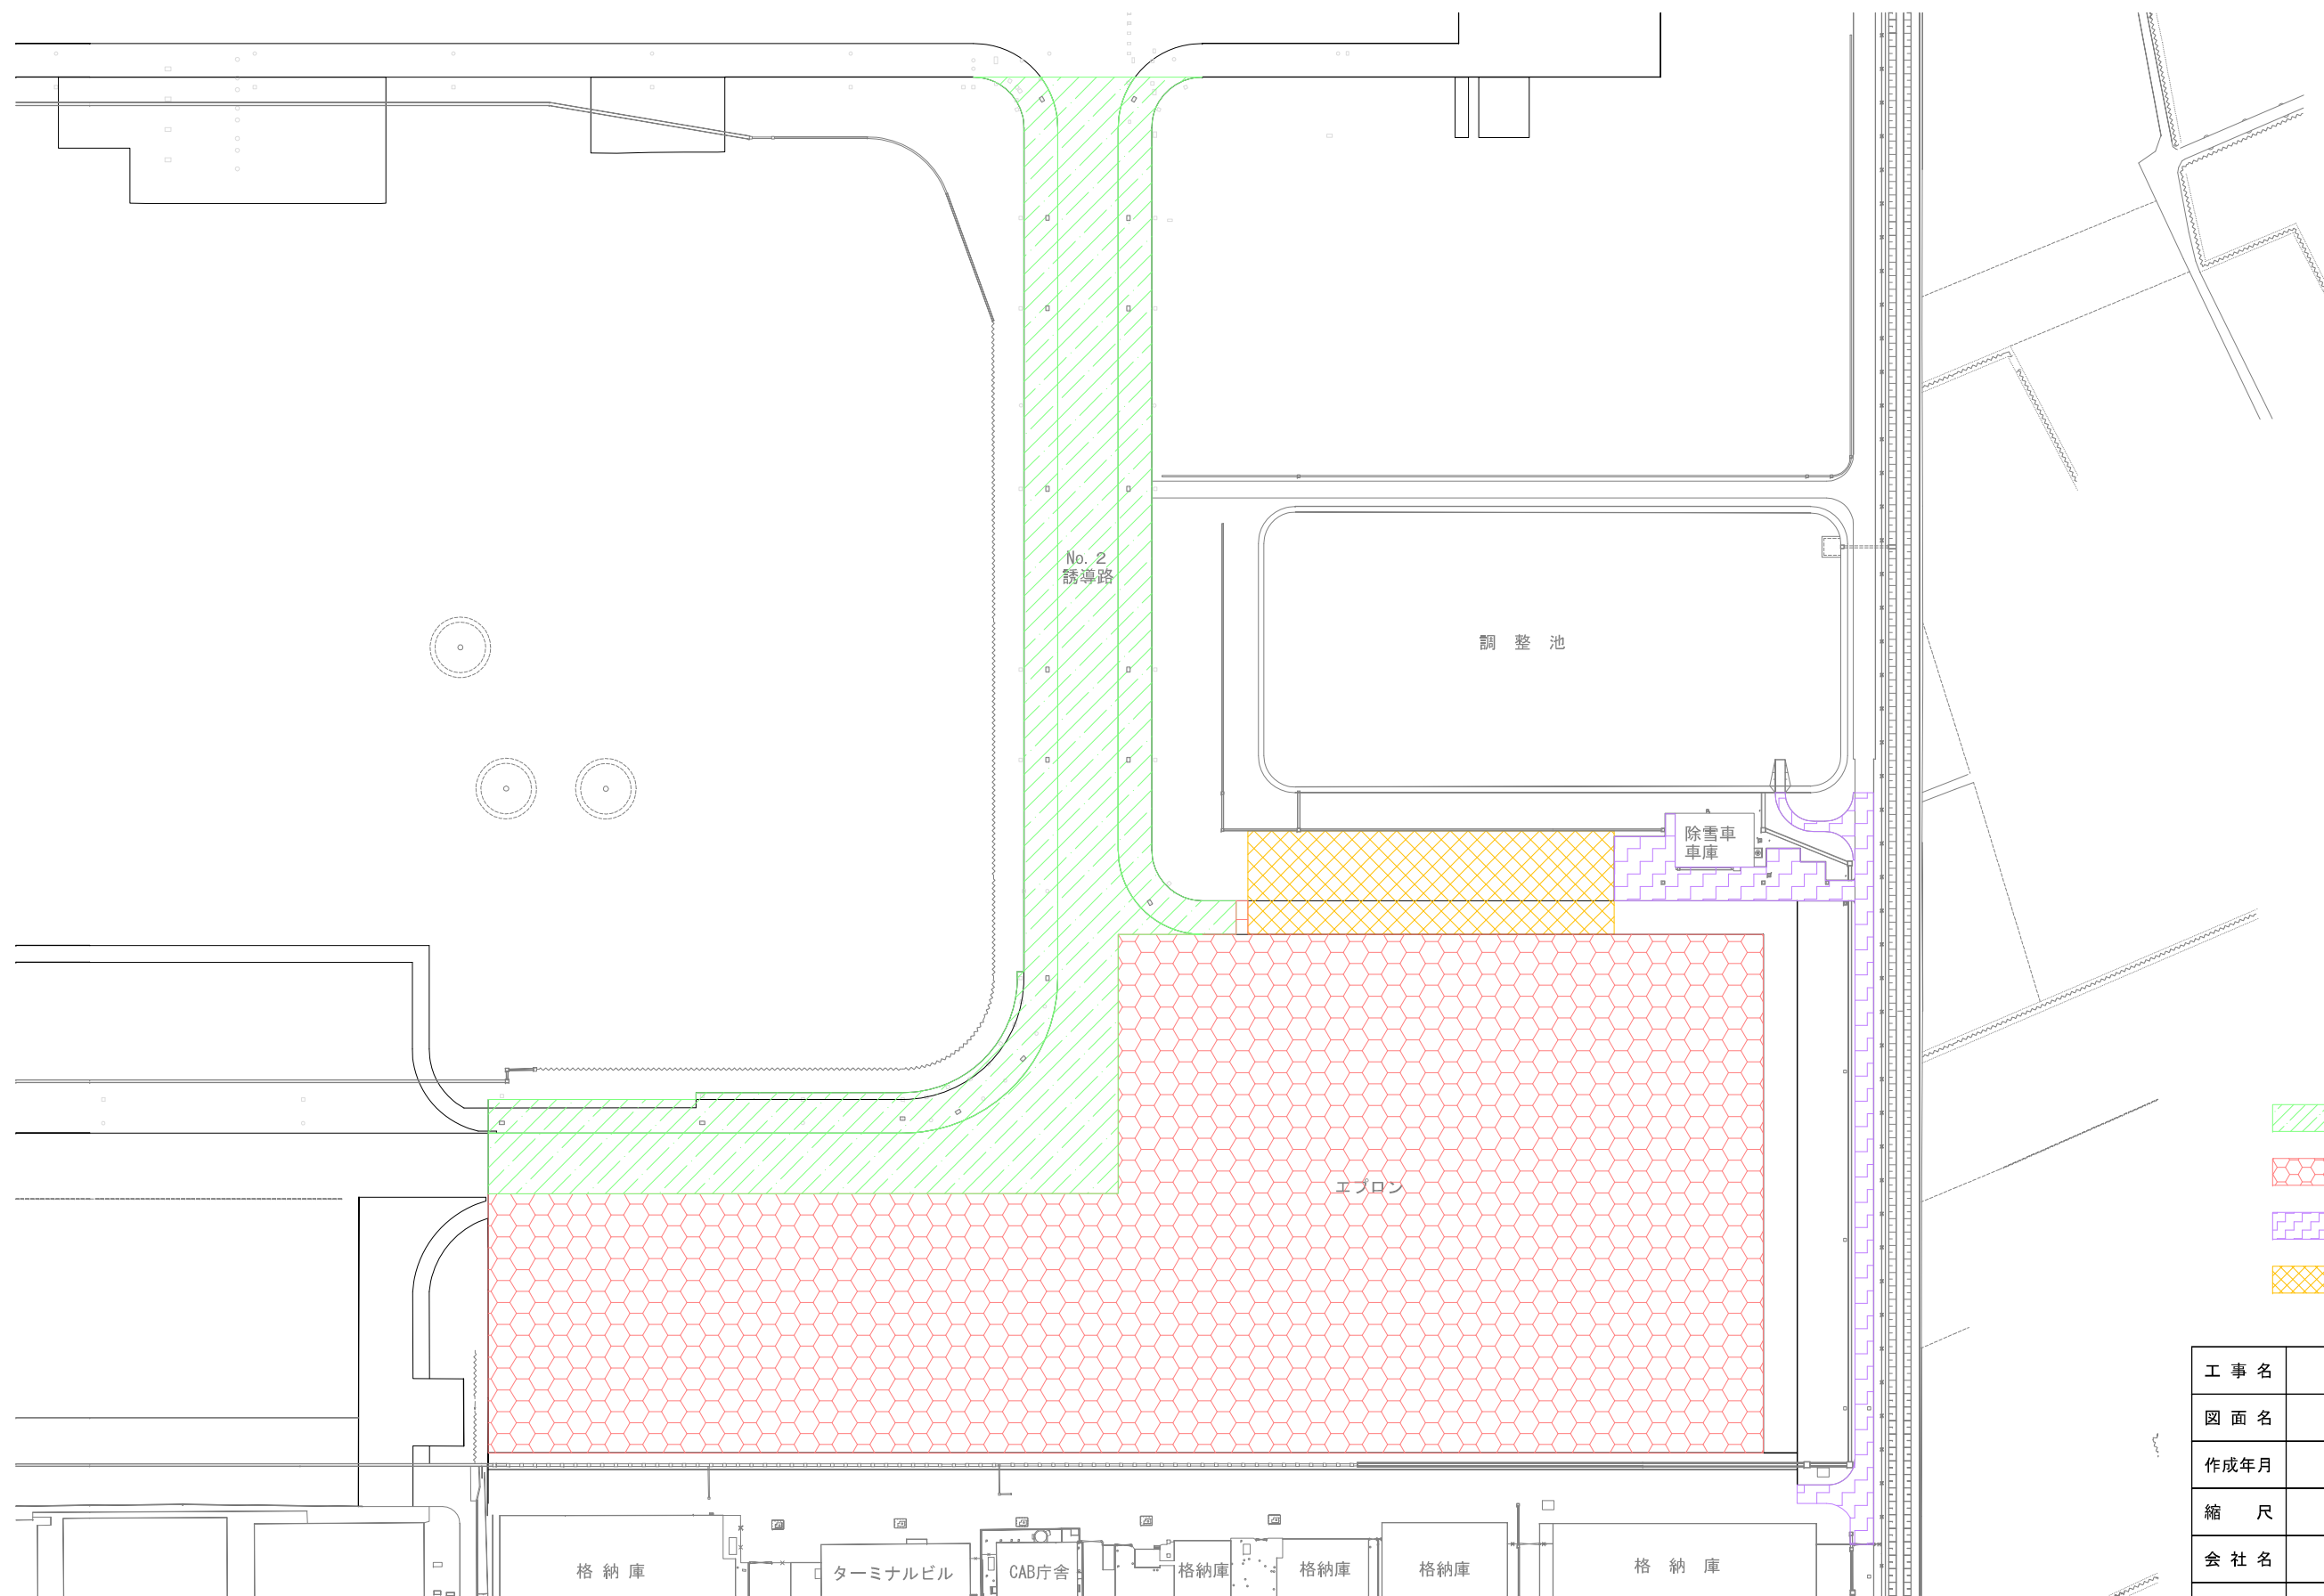 No.2
誘導路
調 整 池
除雪車
車庫
エプロン
工 事 名
図 面 名
作成年月
縮 尺
会 社 名
格 納 庫
ターミナルビル
CAB庁舎
格納庫
格納庫
格納庫
格 納 庫